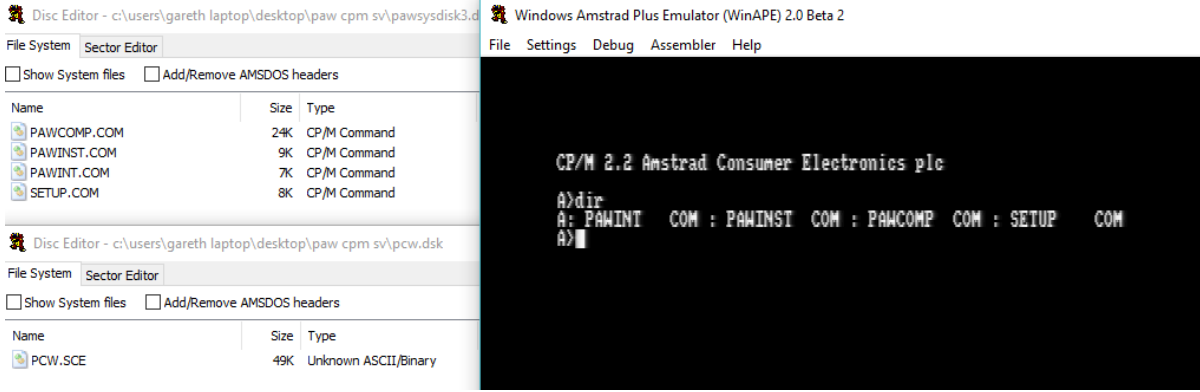 Disc Editor - c:\users\gareth laptop\desktop\paw cpm sv\pawsysdisk3.d
File System Sector Editor
Show System files Add/Remove AMSDOS headers
Name Size Type
PAWCOMP.COM 24K CP/M Command
PAWINST.COM 9K CP/M Command
PAWINT.COM 7K CP/M Command
SETUP.COM 8K CP/M Command
Disc Editor - c:\users\gareth laptop\desktop\paw cpm sv\pcw.dsk
File System Sector Editor
Show System files Add/Remove AMSDOS headers
Name Size Type
PCW.SCE 49K Unknown ASCII/Binary
Windows Amstrad Plus Emulator (WinAPE) 2.0 Beta 2
File Settings Debug Assembler Help
CP/M 2.2 Amstrad Consumer Electronics plc
A>dir
A: PAWINT COM : PAWINST COM : PAWCOMP COM : SETUP COM
A>